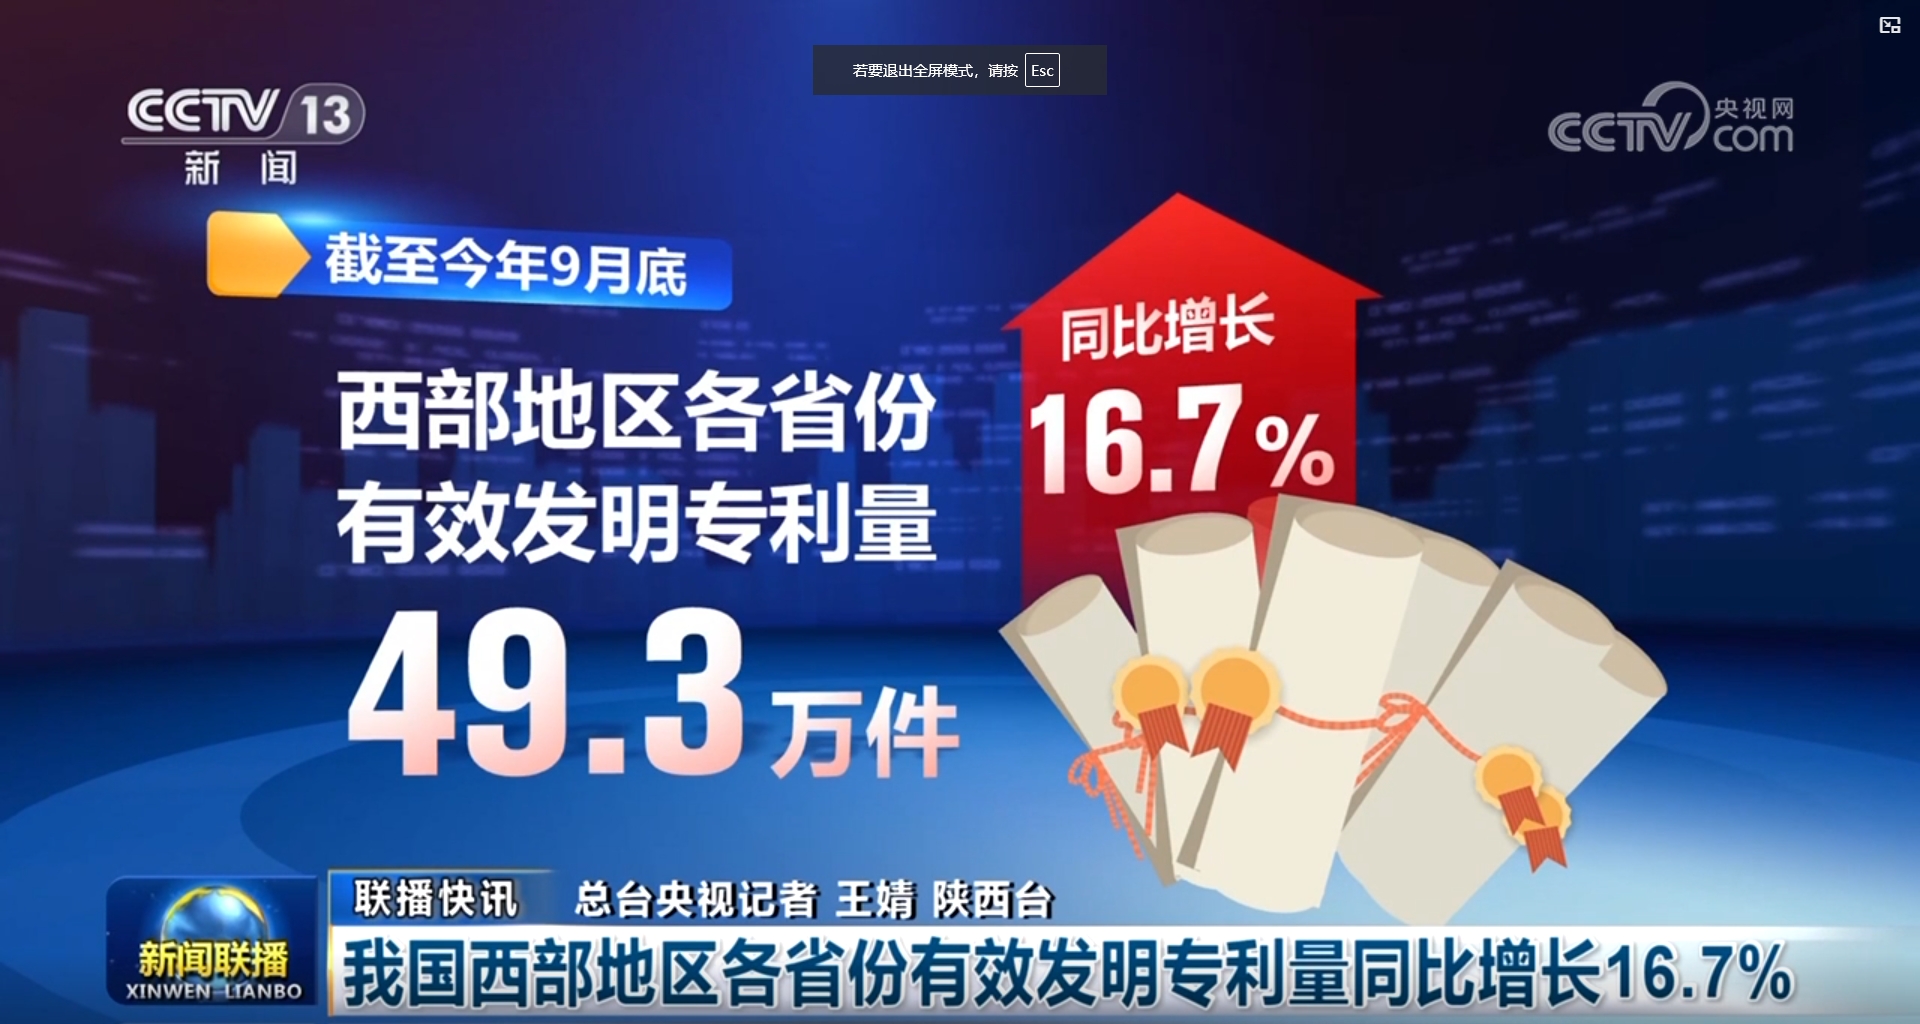 若要退出全屏模式，请按 Esc
CCTV 13
新闻
央视网
CCTV com
截至今年9月底
西部地区各省份
有效发明专利量
49.3万件
同比增长
16.7%
联播快讯 总台央视记者 王婧 陕西台
新闻联播
XINWEN LIANBO
我国西部地区各省份有效发明专利量同比增长16.7%